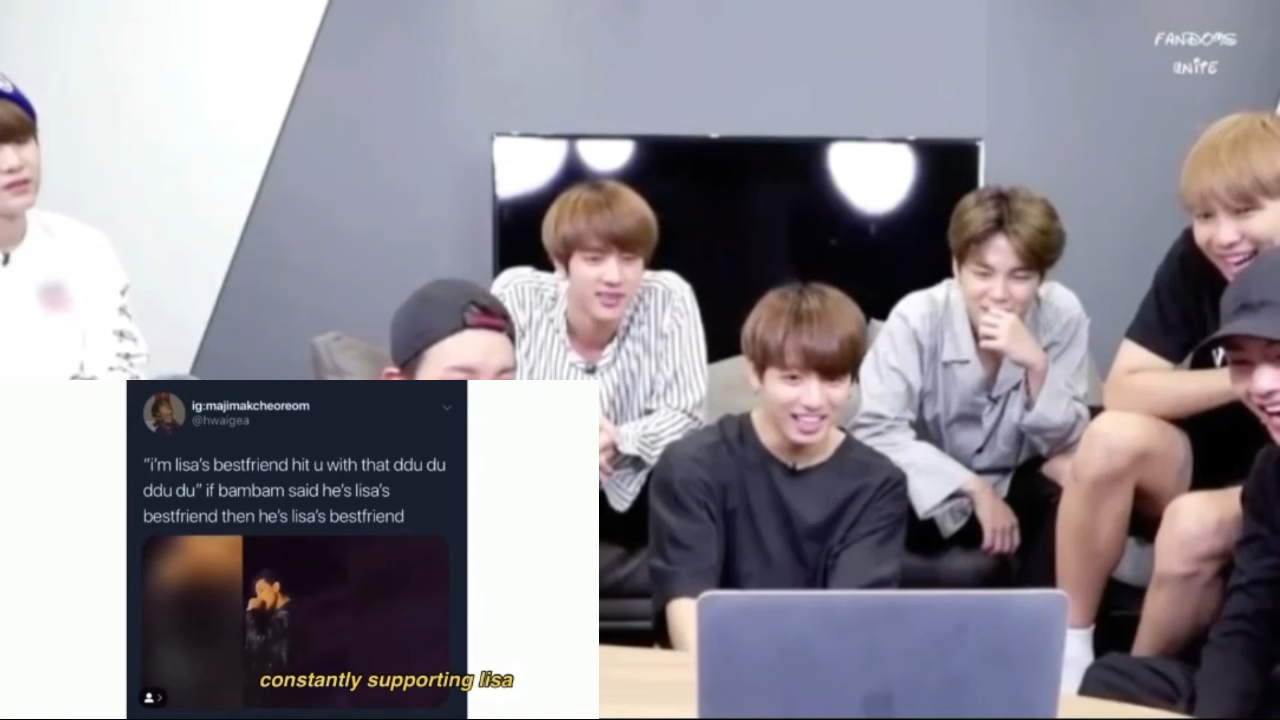 FANDOMS
UNITE
ig:majimakcheoreom
@hwaigea
“i’m lisa’s bestfriend hit u with that ddu du
ddu du” if bambam said he’s lisa’s
bestfriend then he’s lisa’s bestfriend
constantly supporting lisa